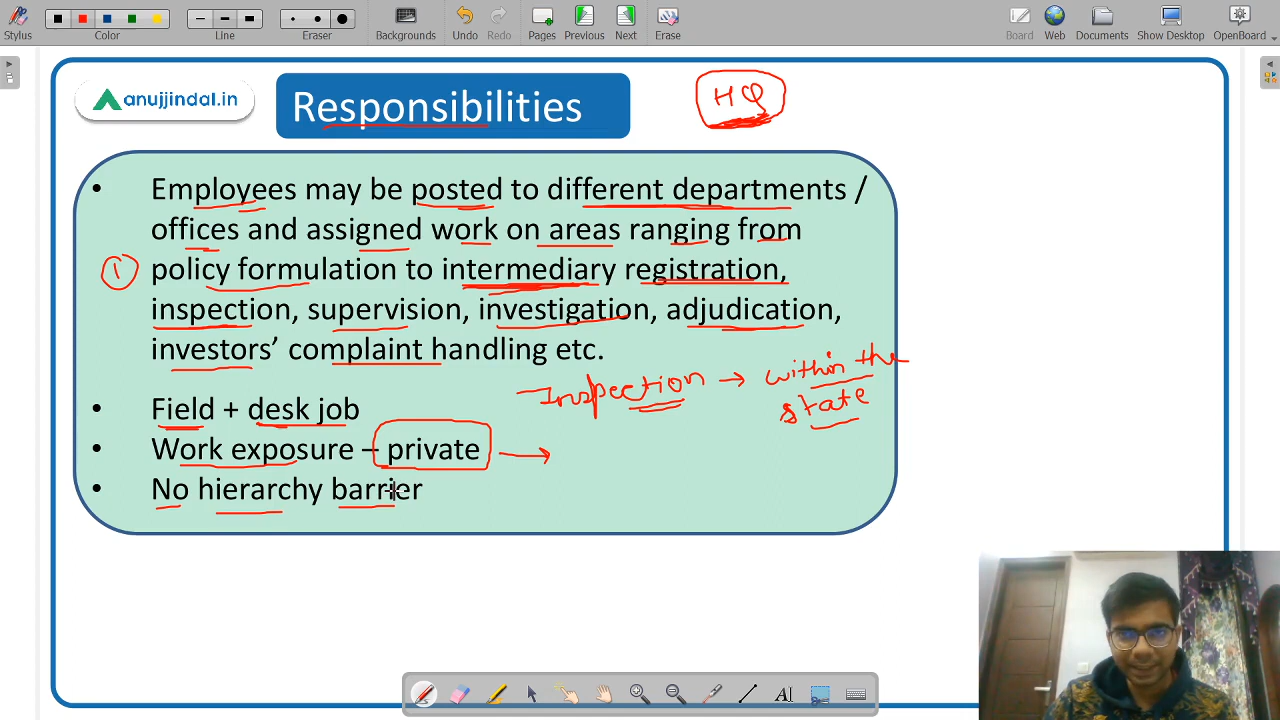 Stylus
Color
Line
Eraser
Backgrounds
Undo
Redo
Pages
Previous
Next
Erase
Board
Web
Documents
Show Desktop
OpenBoard
anujjindal.in
Responsibilities
HQ
• Employees may be posted to different departments /
offices and assigned work on areas ranging from
① policy formulation to intermediary registration,
inspection, supervision, investigation, adjudication,
investors’ complaint handling etc.
Inspection → within the
state
• Field + desk job
• Work exposure – private →
• No hierarchy barrier